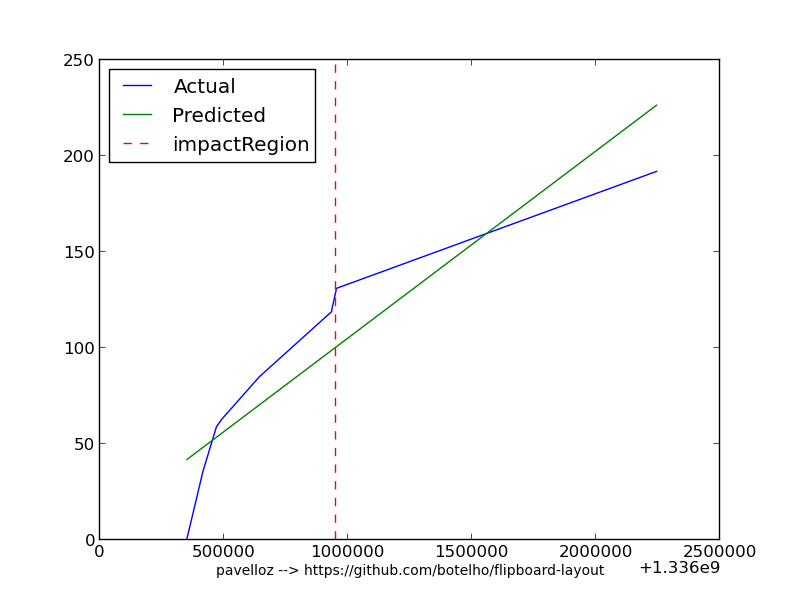 250
200
150
100
50
0
Actual
Predicted
impactRegion
0 500000 1000000 1500000 2000000 2500000
+1.336e9
pavelloz --> https://github.com/botelho/flipboard-layout